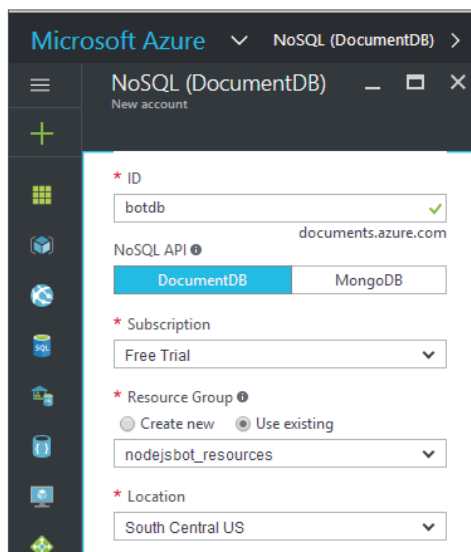 Microsoft Azure NoSQL (DocumentDB)
NoSQL (DocumentDB)
New account
* ID
botdb
documents.azure.com
NoSQL API
DocumentDB MongoDB
* Subscription
Free Trial
* Resource Group
Create new Use existing
nodejsbot_resources
* Location
South Central US
SQL